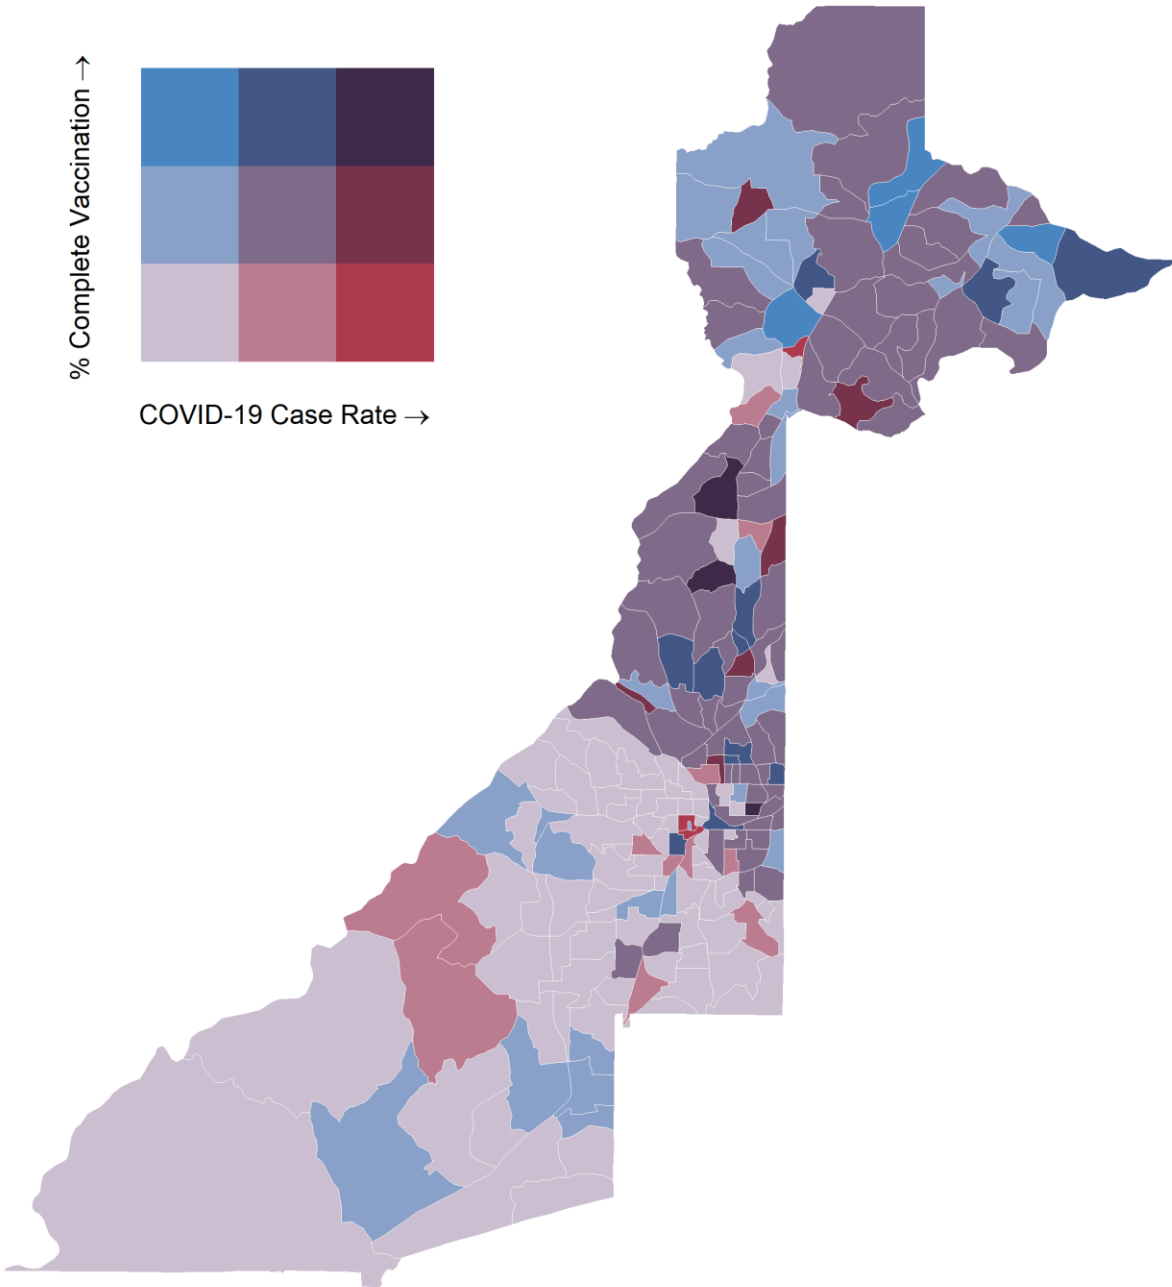 % Complete Vaccination →
COVID-19 Case Rate →